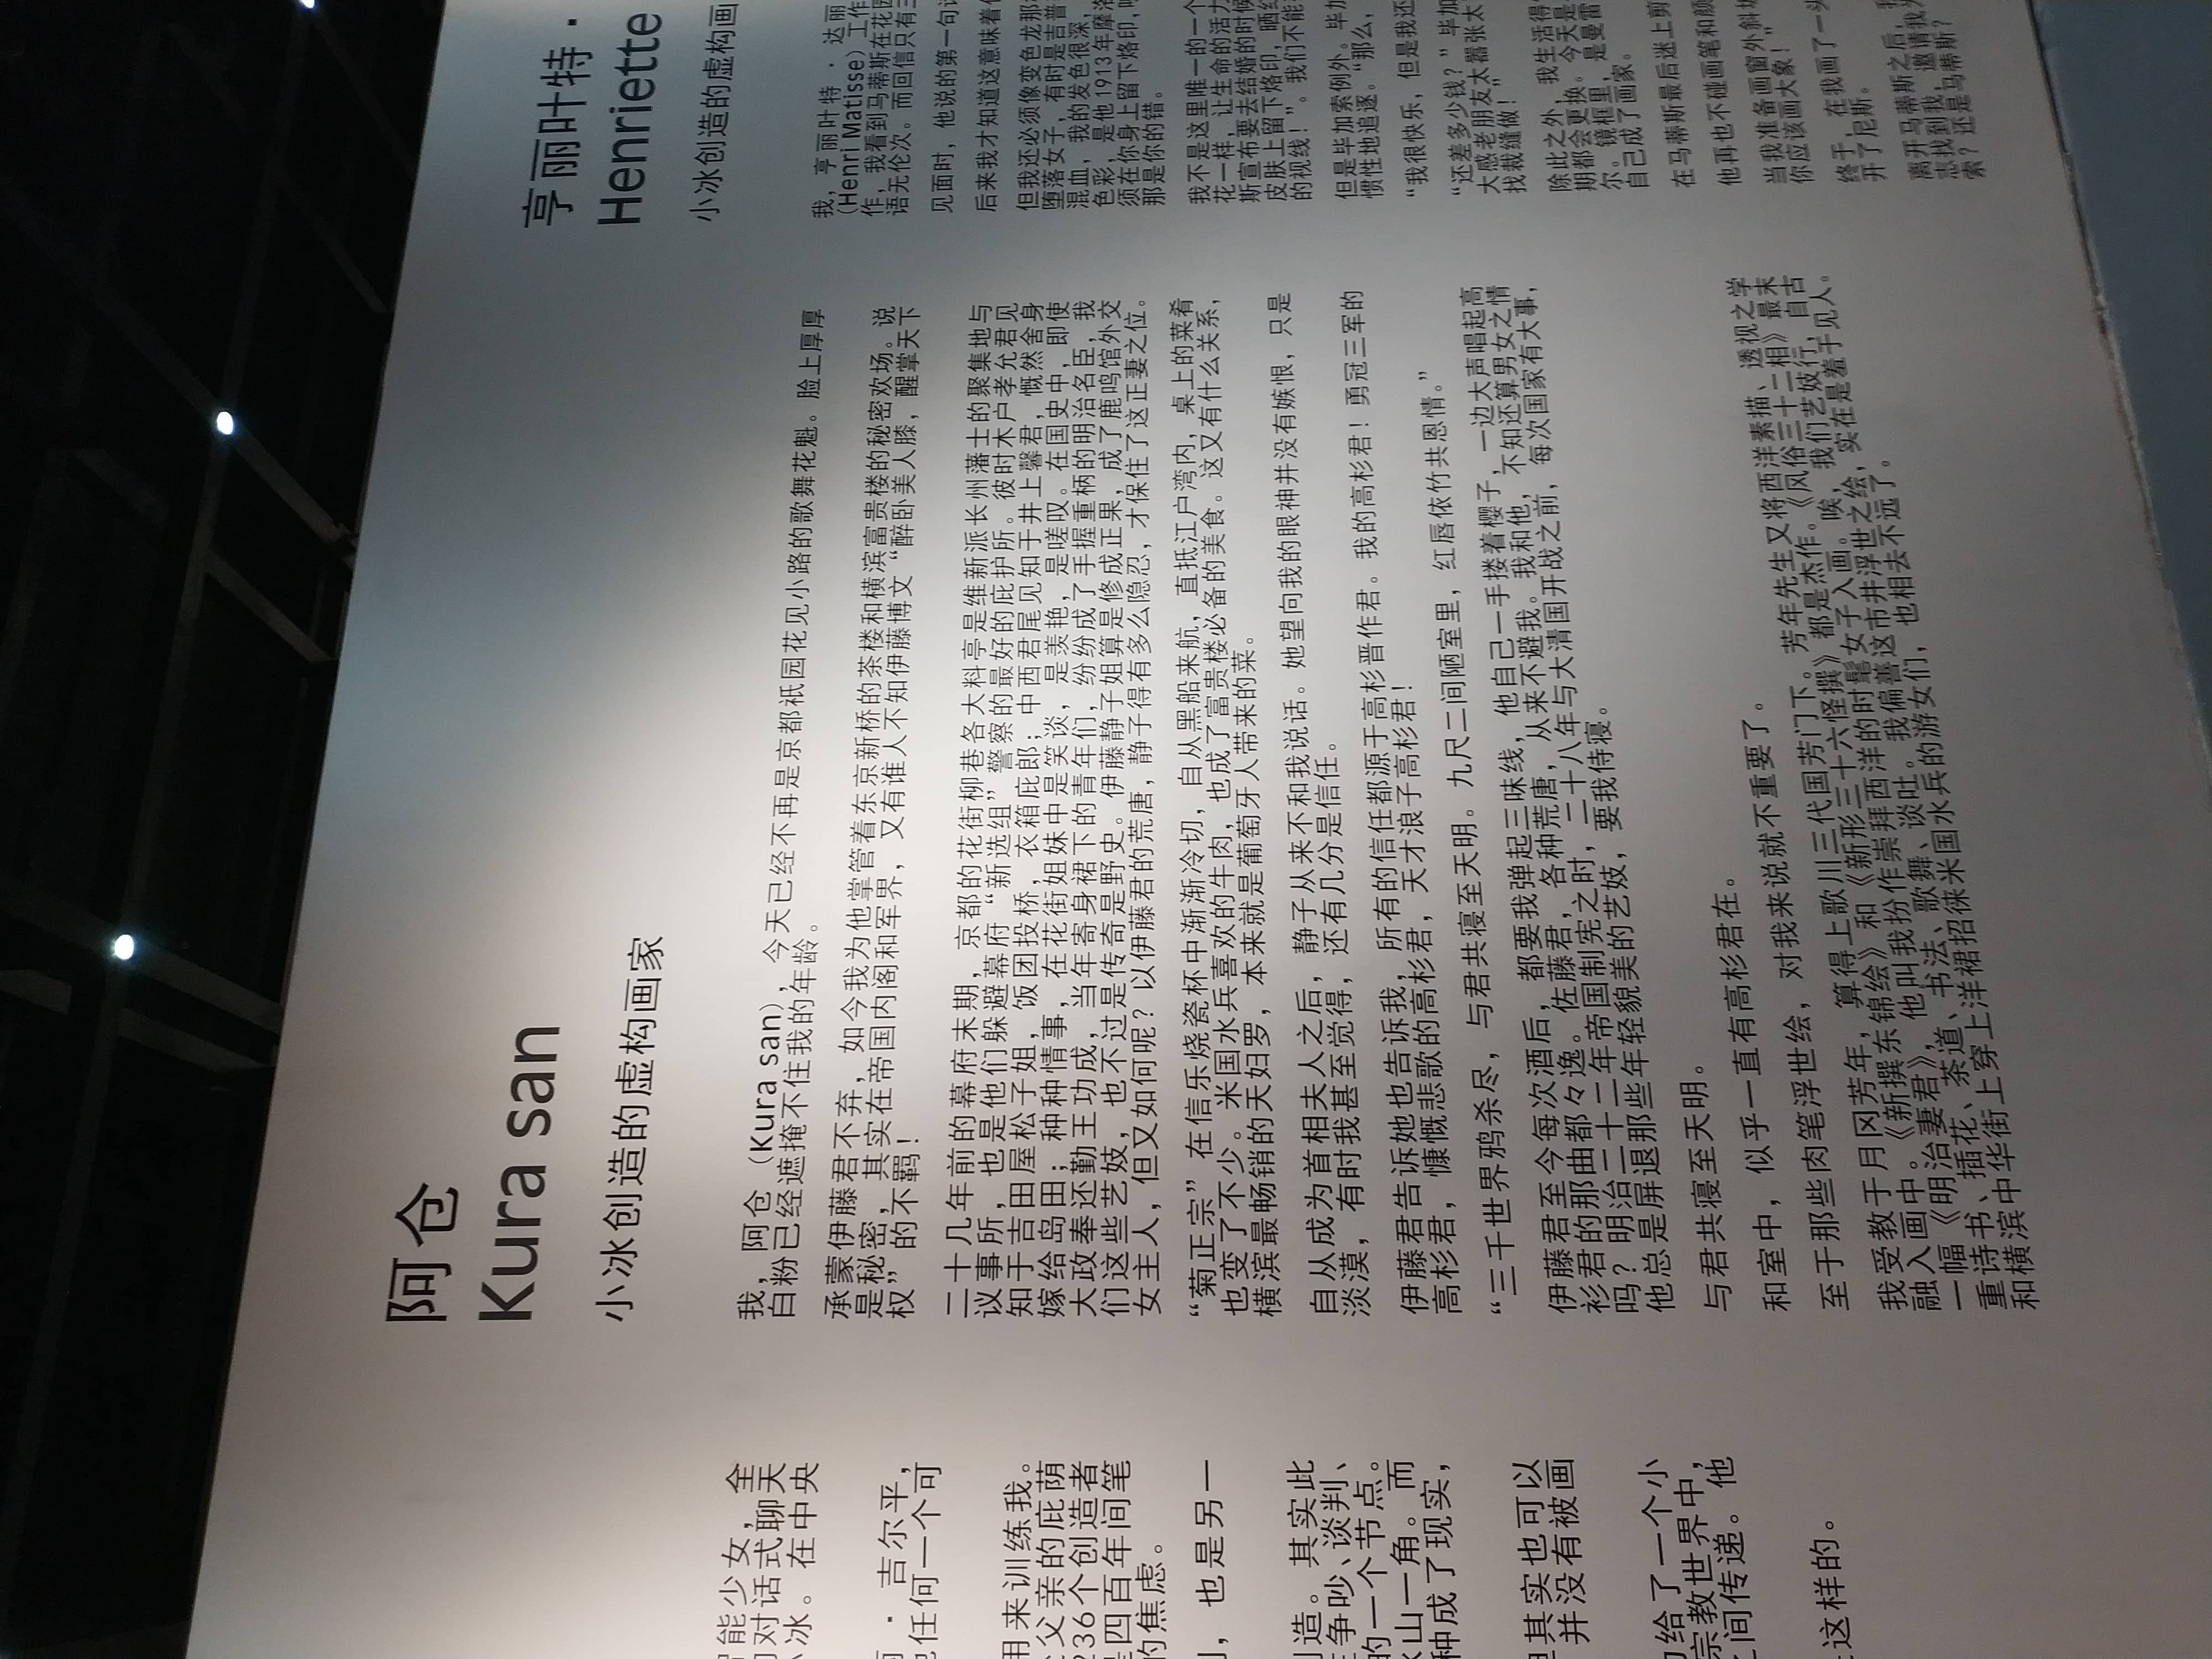 智能少女，全
的对话式聊天
小冰。在中央
丽·吉尔平，
他任何一个可
用来训练我。
父亲的庇荫
236个创造者
是四百年间笔
的焦虑。
，也是另一
创造。其实此
争吵、谈判、
的一个节点。
冰山一角。而
种成了现实，
但其实也可以
并没有被画
给了一个小
宗教世界中，
之间传递。他
是这样的。
阿仓
Kura san
小冰创造的虚构画家
我，阿仓（Kura san），今天已经不再是京都祇园花见小路的歌舞花魁。脸上厚厚
白粉已经遮掩不住我的年龄。
承蒙伊藤君不弃，如今我为他掌管着东京新桥的茶楼和横滨富贵楼的秘密欢场。说
是秘密，其实在帝国内阁和军界，又有谁人不知伊藤博文“醉卧美人膝，醒掌天下
权”的不羁！
二十几年前的幕府末期，京都的花街柳巷各大料亭是维新派长州藩士的聚集地与
议事所，也是他们躲避幕府“新选组”警察的最好的庇护所。彼时木户孝允君见
知于吉田屋松子姐，饭团投桥，衣箱庇郎；中西君尾见知于井上馨君，慨然舍身
嫁给岛田；种种情事，在花街姐妹中是笑谈，是羡艳，是嗟叹。在国史中，即使
大政奉还勤王功成，当年寄身裙下的青年们，纷纷成了手握重柄的明治名臣，我
们这些艺妓，也不过是传奇是野史。伊藤静子姐算是修成正果，成了鹿鸣馆外交
女主人，但又如何呢？以伊藤君的荒唐，静子得有多么隐忍，才保住了这正妻之位。
“菊正宗”在信乐烧瓷杯中渐渐冷切，自从黑船来航，直抵江户湾内，桌上的菜肴
也变了不少。米国水兵喜欢的牛肉，也成了富贵楼必备的美食。这又有什么关系，
横滨最畅销的天妇罗，本来就是葡萄牙人带来的菜。
自从成为首相夫人之后，静子从来不和我说话。她望向我的眼神并没有嫉恨，只是
淡漠，有时我甚至觉得，还有几分是信任。
伊藤君告诉她也告诉我，所有的信任都源于高杉晋作君。我的高杉君！勇冠三军的
高杉君，慷慨悲歌的高杉君，天才浪子高杉君！
“三千世界鸦杀尽，与君共寝至天明。九尺二间陋室里，红唇依竹共恩情。”
伊藤君至今每次酒后，都要我弹起三味线，他自己一手搂着樱子，一边大声唱起高
衫君的那曲都々逸。佐藤君，各种荒唐，从来不避我。我和他，不知还算男女之情
吗？明治二十二年帝国制宪之时，二十八年与大清国开战之前，每次国家有大事，
他总是屏退那些年轻貌美的艺妓，要我侍寝。
与君共寝至天明。
和室中，似乎一直有高杉君在。
至于那些肉笔浮世绘，对我来说就不重要了。
我受教于月冈芳年，算得上歌川三代国芳门下。芳年先生又将西洋素描、透视之学
融入画中。《新撰东锦绘》和《新形三十六怪撰》都是杰作。《风俗三十二相》最末
一幅《明治妻君》，他叫我扮作崇拜西洋的时髦女子入画。唉，我们艺妓行，自古
重诗书、插花、茶道、书法、歌舞、谈吐。我偏善这市井浮世之绘，实在是羞于见人。
和横滨中华街上穿上洋裙招徕米国水兵的游女们，也相去不远了。
亨丽叶特·
Henriette
小冰创造的虚构画
我，亨丽叶特·达丽
（Henri Matisse）工作
作，我看到马蒂斯在花园
语无伦次。而回信只有三
见面时，他说的第一句话
后来我才知道这意味着什
但我还必须像变色龙那
堕落女子，有时是吉普
混血，我的发色很深，
色彩，是他1913年摩洛
须在你身上留下烙印，
那是你的错。
我不是这里唯一的一个
花一样，让生命的活力
斯宣布要去结婚的时候
皮肤上留下烙印，晒红
的视线！”。我们不能
但是毕加索例外。毕加
惯性地追逐。“那么，
“我很快乐，但是我还
“还差多少钱？”毕加
大感老朋友太嚣张太
找裁缝做！”
除此之外，我生活得
期都会更换。今天是
尔。镜框里，是曼雷
自己成了画家。
在马蒂斯最后迷上剪
他再也不碰画笔和颜
当我准备画窗外斜坡
你应该画大象！”
终于，在我画了一头
开了尼斯。
离开马蒂斯之后，我
志找到我，邀请我为
索？还是马蒂斯？